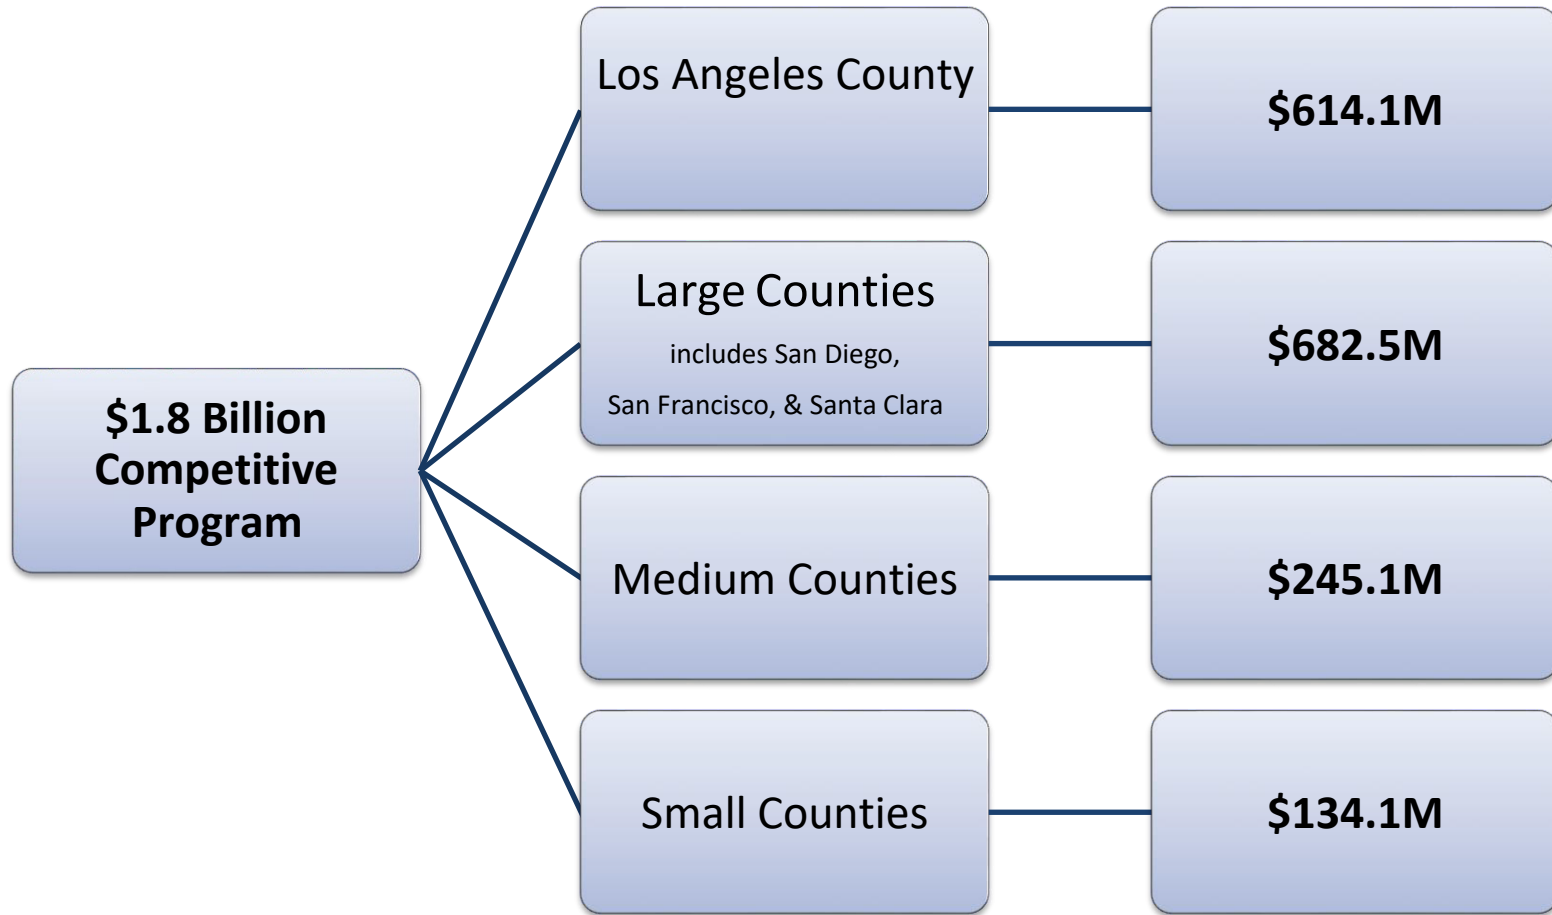 $1.8 Billion
Competitive
Program
Los Angeles County
$614.1M
Large Counties
includes San Diego,
San Francisco, & Santa Clara
$682.5M
Medium Counties
$245.1M
Small Counties
$134.1M